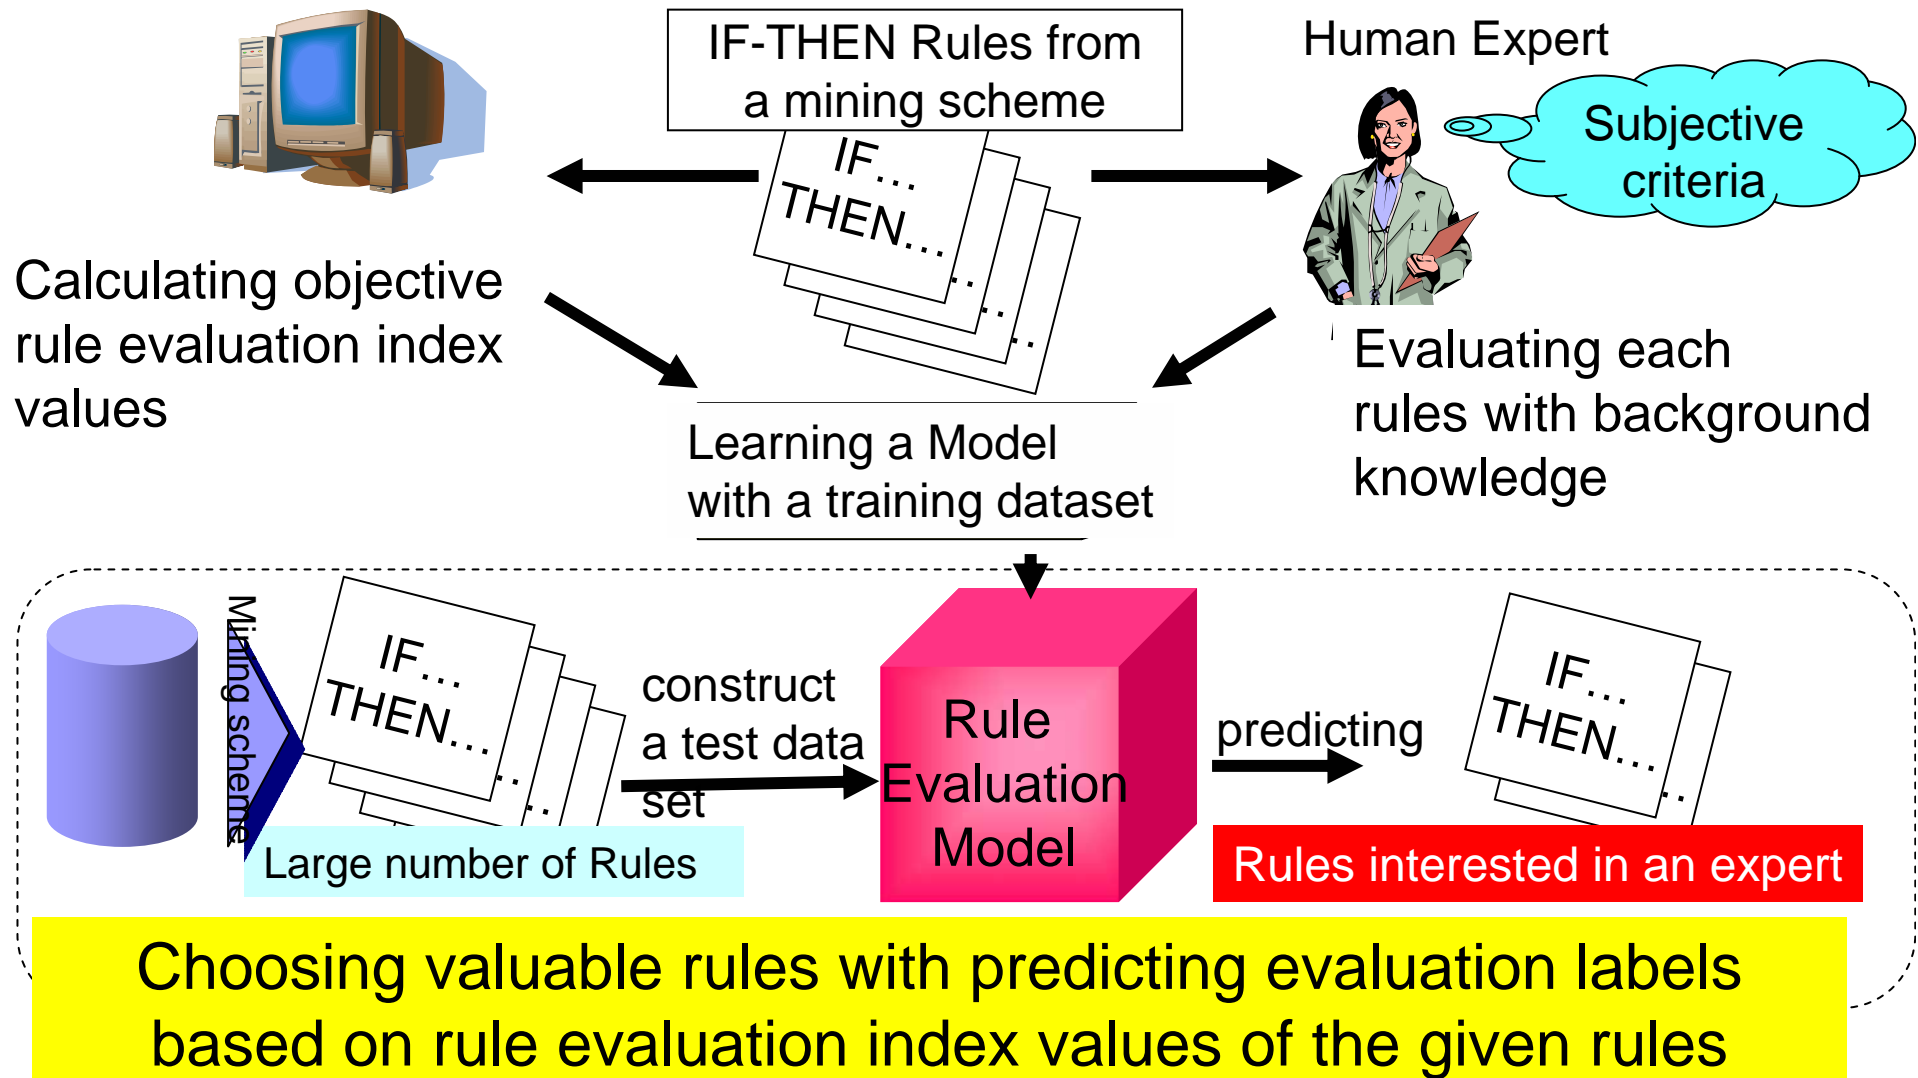 IF-THEN Rules from
a mining scheme
Human Expert
Subjective
criteria
IF…
THEN…
Calculating objective
rule evaluation index
values
Evaluating each
rules with background
knowledge
Learning a Model
with a training dataset
Mining scheme
IF…
THEN…
Large number of Rules
construct
a test data
set
Rule
Evaluation
Model
predicting
IF…
THEN…
Rules interested in an expert
Choosing valuable rules with predicting evaluation labels
based on rule evaluation index values of the given rules